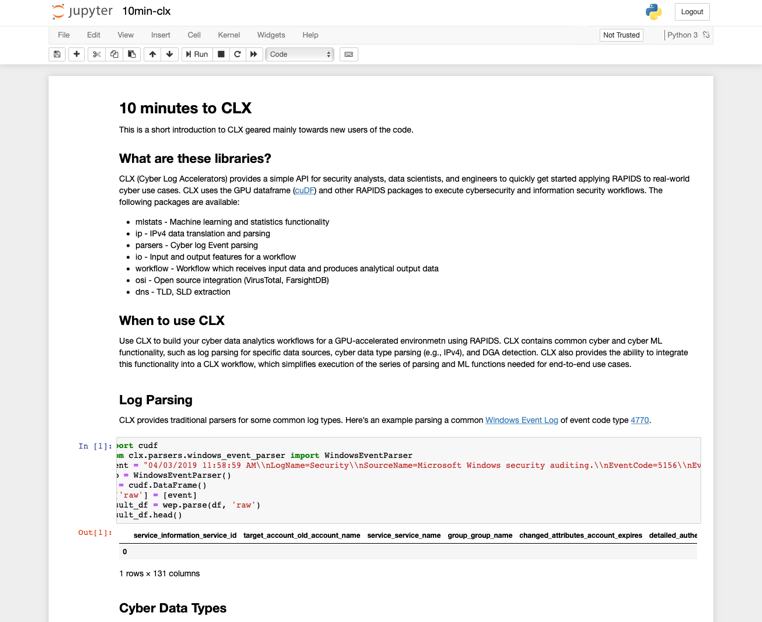 jupyter 10min-clx
Logout
File Edit View Insert Cell Kernel Widgets Help
Not Trusted
Python 3
Run
Code
10 minutes to CLX
This is a short introduction to CLX geared mainly towards new users of the code.
What are these libraries?
CLX (Cyber Log Accelerators) provides a simple API for security analysts, data scientists, and engineers to quickly get started applying RAPIDS to real-world
cyber use cases. CLX uses the GPU dataframe (cuDF) and other RAPIDS packages to execute cybersecurity and information security workflows. The
following packages are available:
• mlstats - Machine learning and statistics functionality
• ip - IPv4 data translation and parsing
• parsers - Cyber log Event parsing
• io - Input and output features for a workflow
• workflow - Workflow which receives input data and produces analytical output data
• osi - Open source integration (VirusTotal, FarsightDB)
• dns - TLD, SLD extraction
When to use CLX
Use CLX to build your cyber data analytics workflows for a GPU-accelerated environmetn using RAPIDS. CLX contains common cyber and cyber ML
functionality, such as log parsing for specific data sources, cyber data type parsing (e.g., IPv4), and DGA detection. CLX also provides the ability to integrate
this functionality into a CLX workflow, which simplifies execution of the series of parsing and ML functions needed for end-to-end use cases.
Log Parsing
CLX provides traditional parsers for some common log types. Here's an example parsing a common Windows Event Log of event code type 4770.
In [1]:
port cudf
om clx.parsers.windows_event_parser import WindowsEventParser
ent = "04/03/2019 11:58:59 AM\\nLogName=Security\\nSourceName=Microsoft Windows security auditing.\\nEventCode=5156\\nEv
p = WindowsEventParser()
= cudf.DataFrame()
['raw'] = [event]
sult_df = wep.parse(df, 'raw')
sult_df.head()
Out[1]:
service_information_service_id target_account_old_account_name service_service_name group_group_name changed_attributes_account_expires detailed_authe
0
1 rows × 131 columns
Cyber Data Types